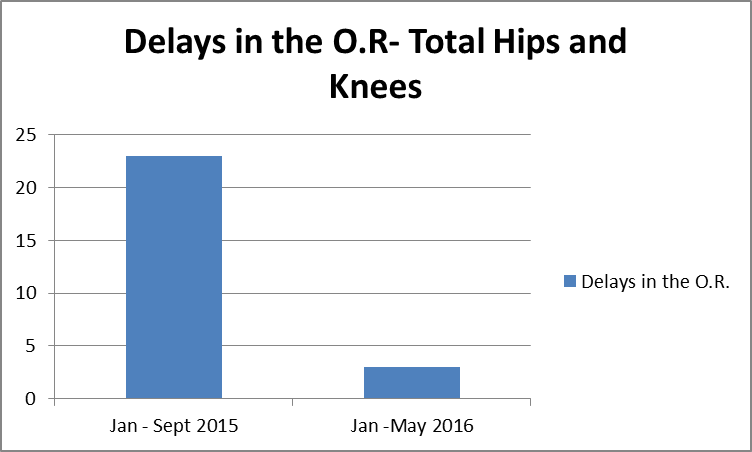 Delays in the O.R- Total Hips and
Knees
25
20
15
10
5
0
Jan - Sept 2015
Jan -May 2016
Delays in the O.R.